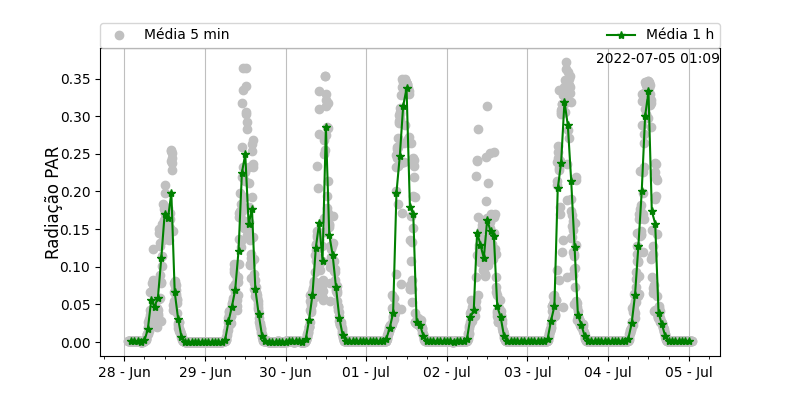 Média 5 min
Média 1 h
2022-07-05 01:09
Radiação PAR
0.35
0.30
0.25
0.20
0.15
0.10
0.05
0.00
28 - Jun
29 - Jun
30 - Jun
01 - Jul
02 - Jul
03 - Jul
04 - Jul
05 - Jul